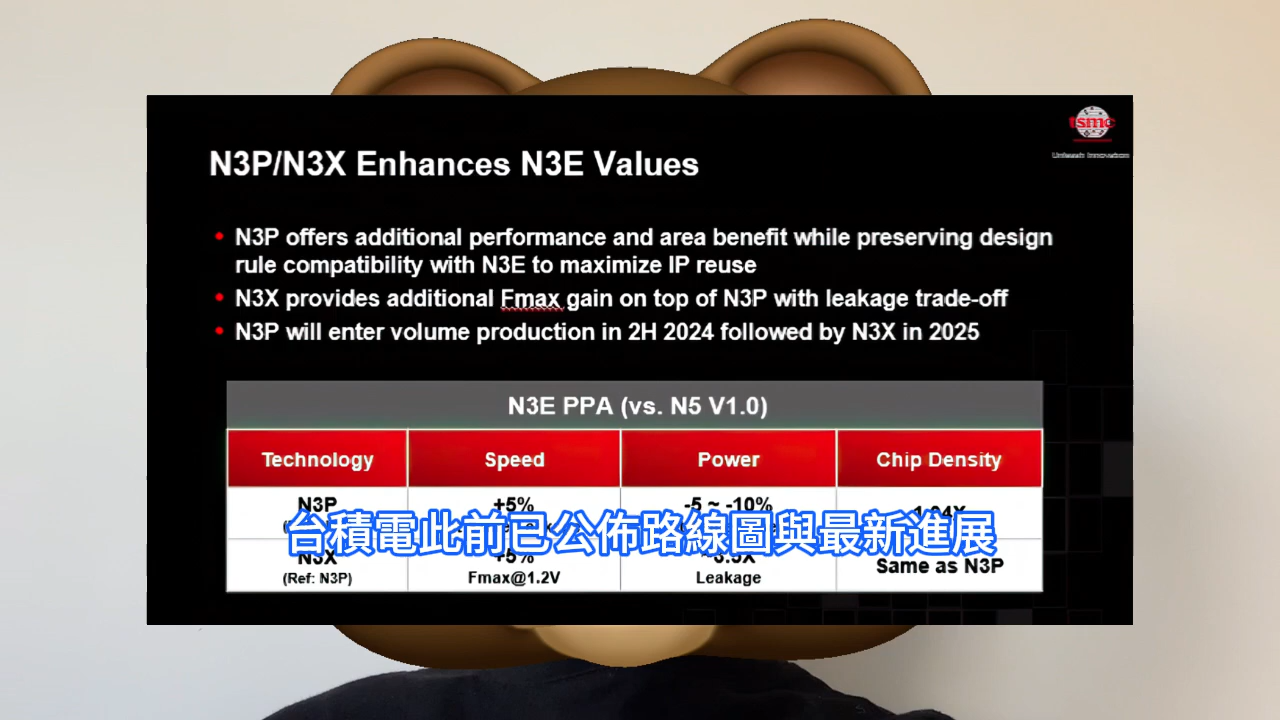 tsmc
Unleash Innovation
N3P/N3X Enhances N3E Values
• N3P offers additional performance and area benefit while preserving design
rule compatibility with N3E to maximize IP reuse
• N3X provides additional Fmax gain on top of N3P with leakage trade-off
• N3P will enter volume production in 2H 2024 followed by N3X in 2025
N3E PPA (vs. N5 V1.0)
Technology Speed Power Chip Density
N3P +5% -5 ~ -10% 1.04X
台積電此前已公佈路線圖與最新進展
N3X +5% ~3.5X Same as N3P
(Ref: N3P) Fmax@1.2V Leakage